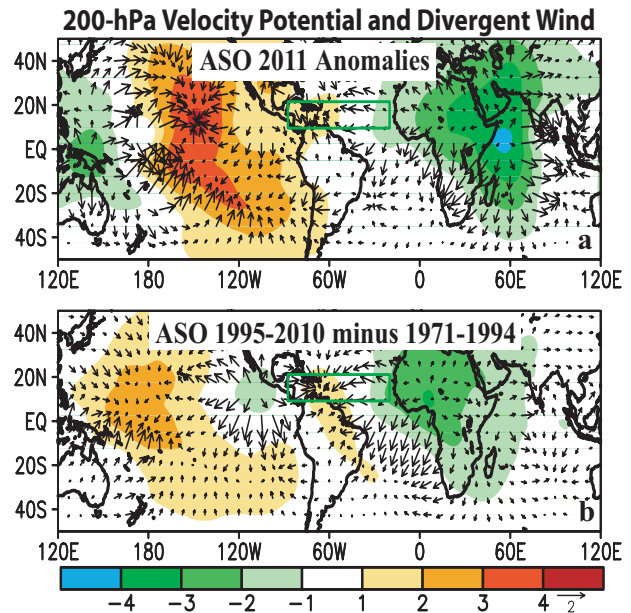 200-hPa Velocity Potential and Divergent Wind
ASO 2011 Anomalies
40N
20N
EQ
20S
40S
a
120E 180 120W 60W 0 60E 120E
ASO 1995-2010 minus 1971-1994
40N
20N
EQ
20S
40S
b
120E 180 120W 60W 0 60E 120E
-4 -3 -2 -1 1 2 3 4 2